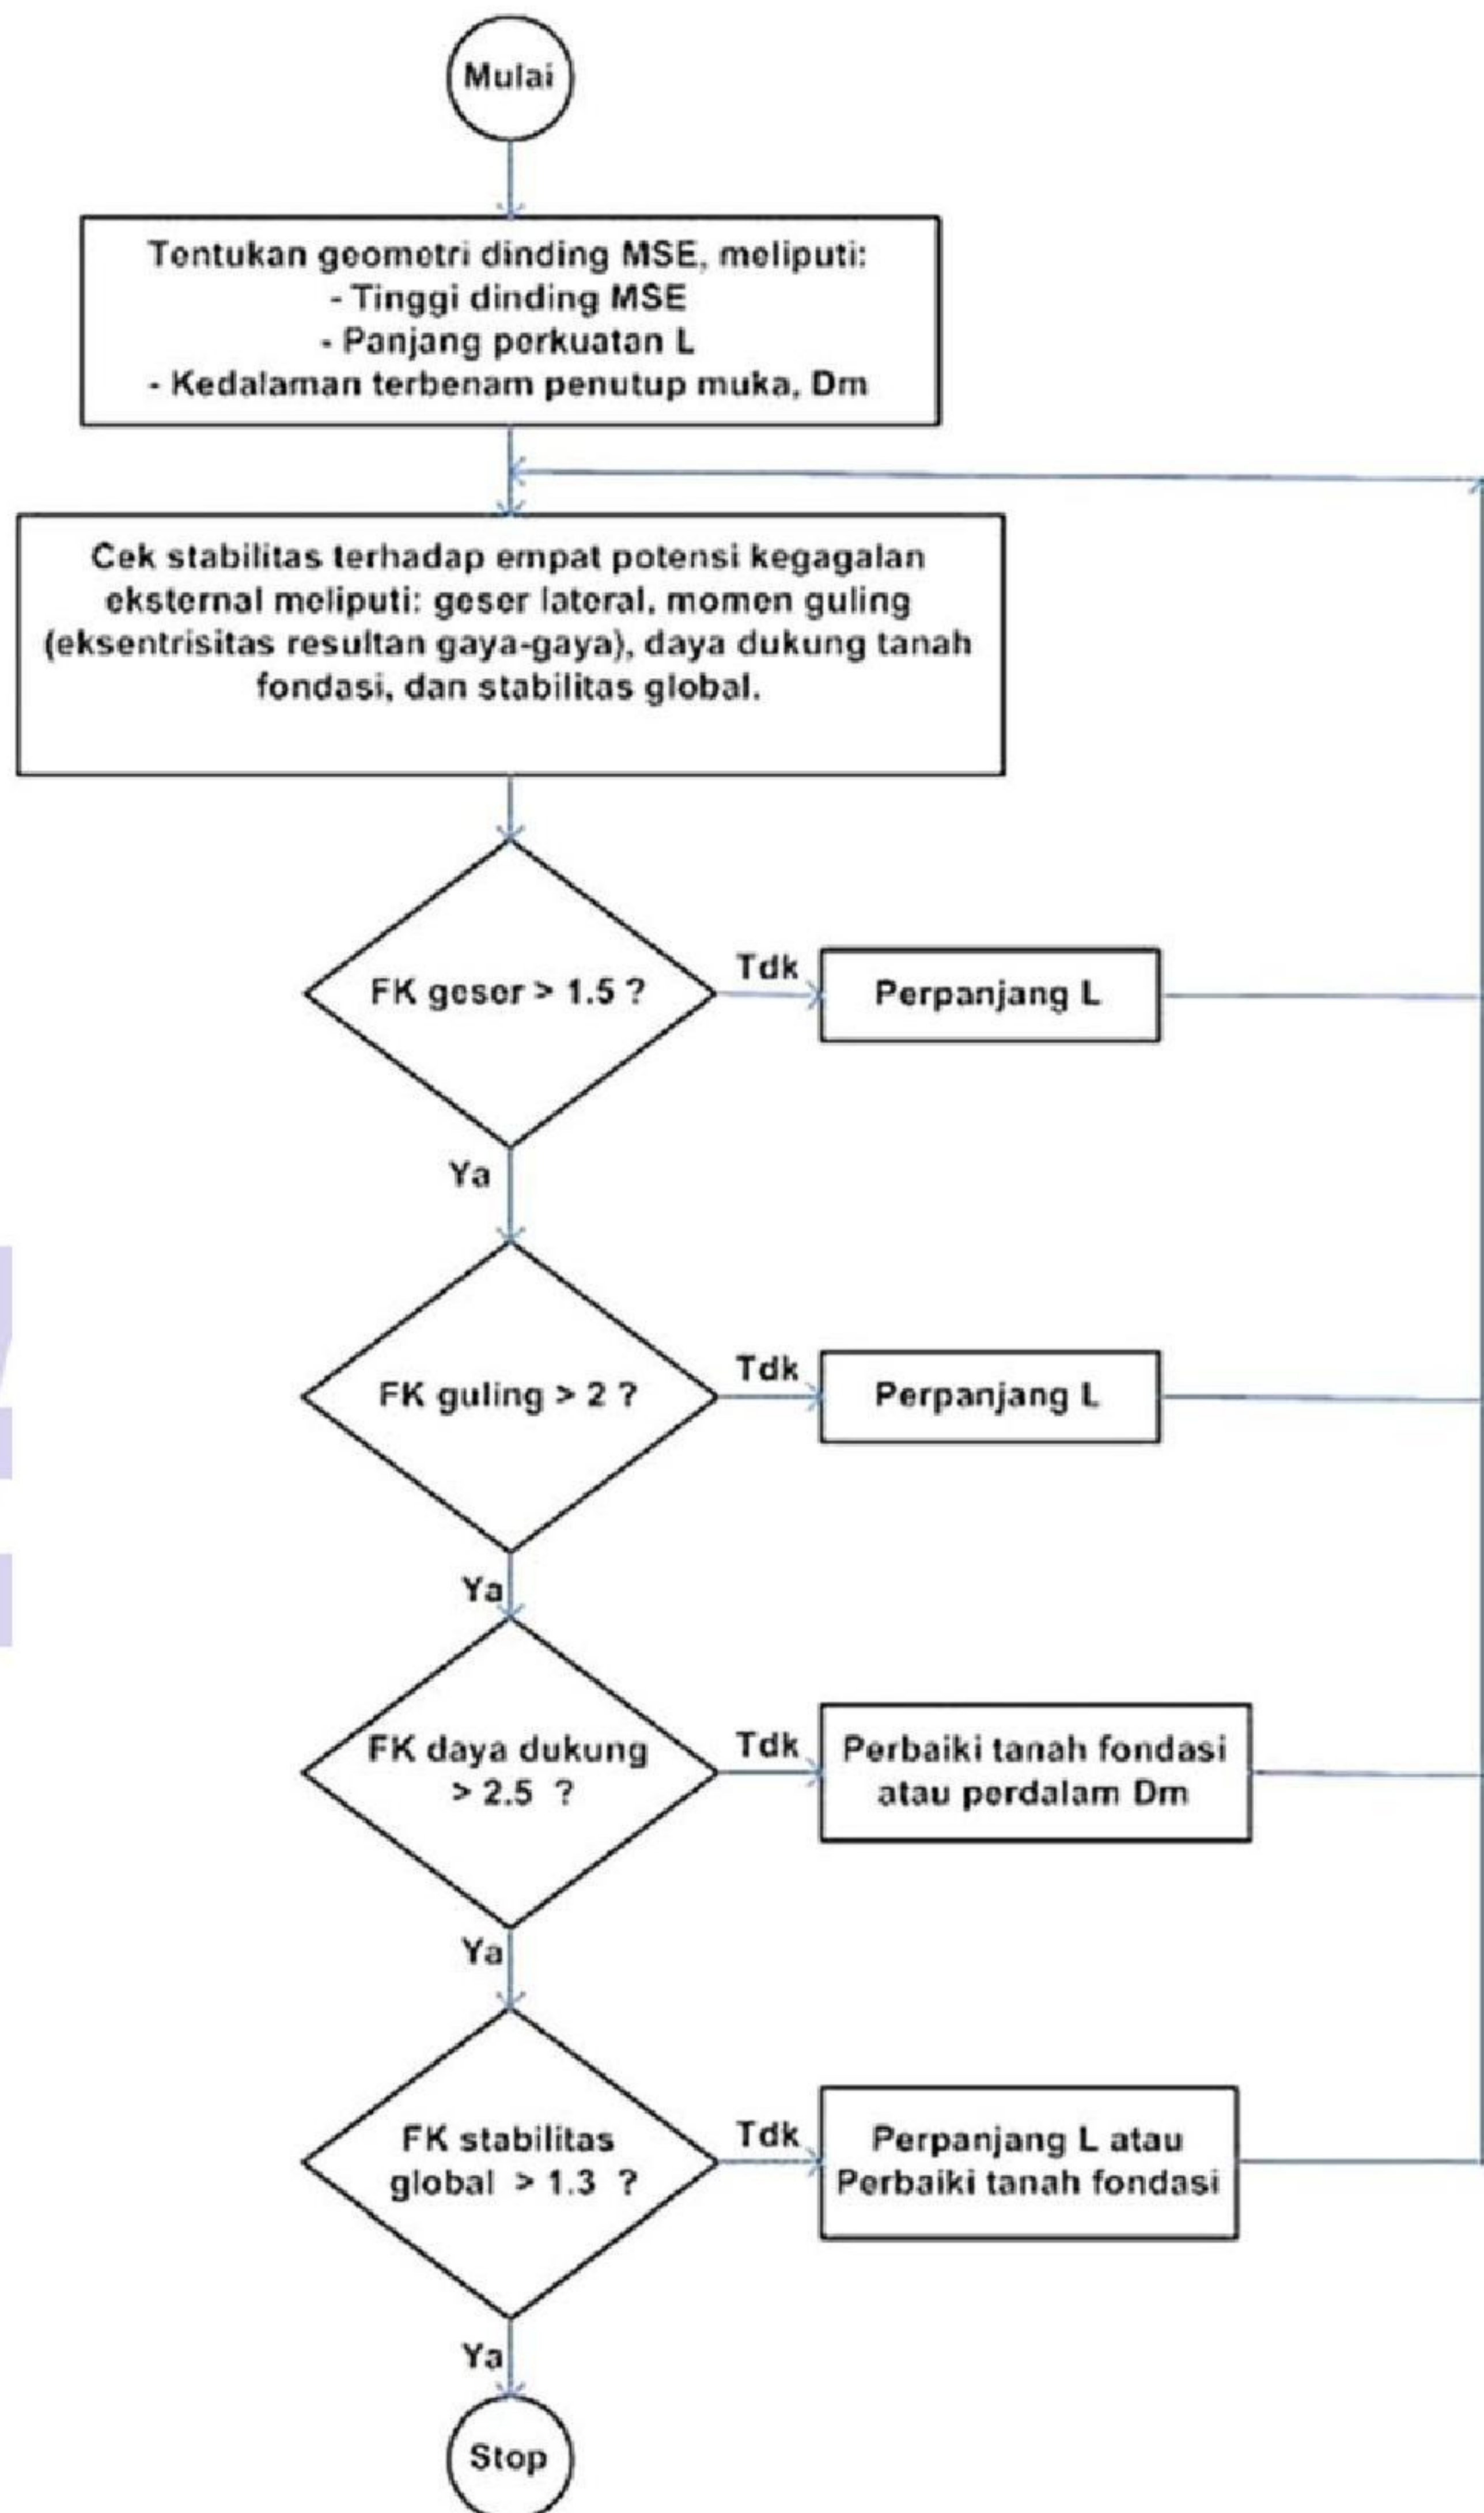 Mulai
Tentukan geometri dinding MSE, meliputi:
- Tinggi dinding MSE
- Panjang perkuatan L
- Kedalaman terbenam penutup muka, Dm
Cek stabilitas terhadap empat potensi kegagalan
eksternal meliputi: geser lateral, momen guling
(eksentrisitas resultan gaya-gaya), daya dukung tanah
fondasi, dan stabilitas global.
FK geser > 1.5 ?
Tdk
Perpanjang L
Ya
FK guling > 2 ?
Tdk
Perpanjang L
Ya
FK daya dukung
> 2.5 ?
Tdk
Perbaiki tanah fondasi
atau perdalam Dm
Ya
FK stabilitas
global > 1.3 ?
Tdk
Perpanjang L atau
Perbaiki tanah fondasi
Ya
Stop